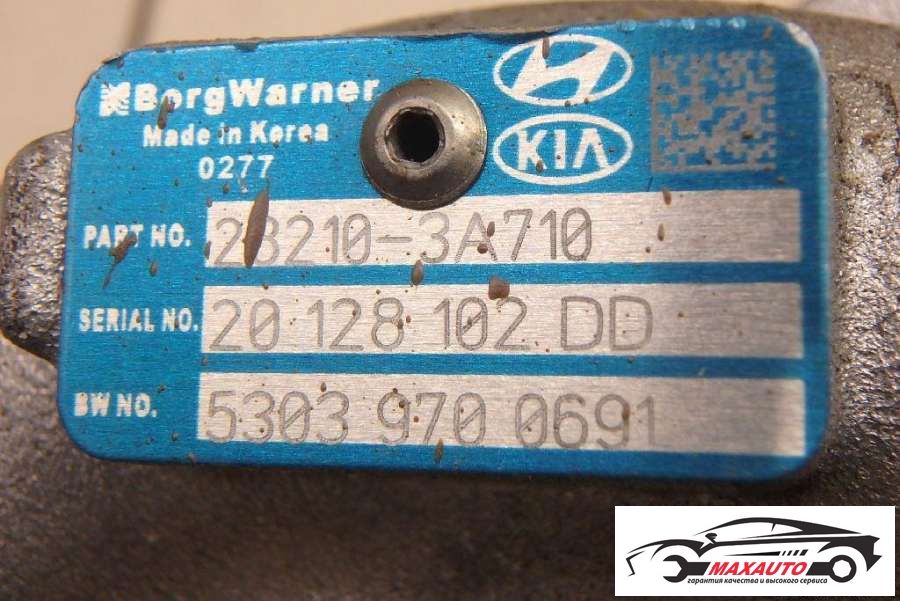 BorgWarner
Made in Korea
0277
KIA
PART NO. 28210-3A710
SERIAL NO. 20 128 102 DD
BW NO. 5303 970 0691
MAXAUTO
гарантия качества и высокого сервиса